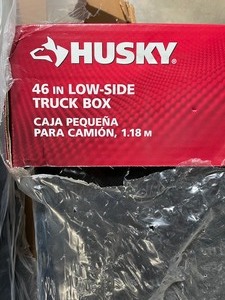 HUSKY®
46 IN LOW-SIDE
TRUCK BOX
CAJA PEQUEÑA
PARA CAMIÓN, 1.18 M